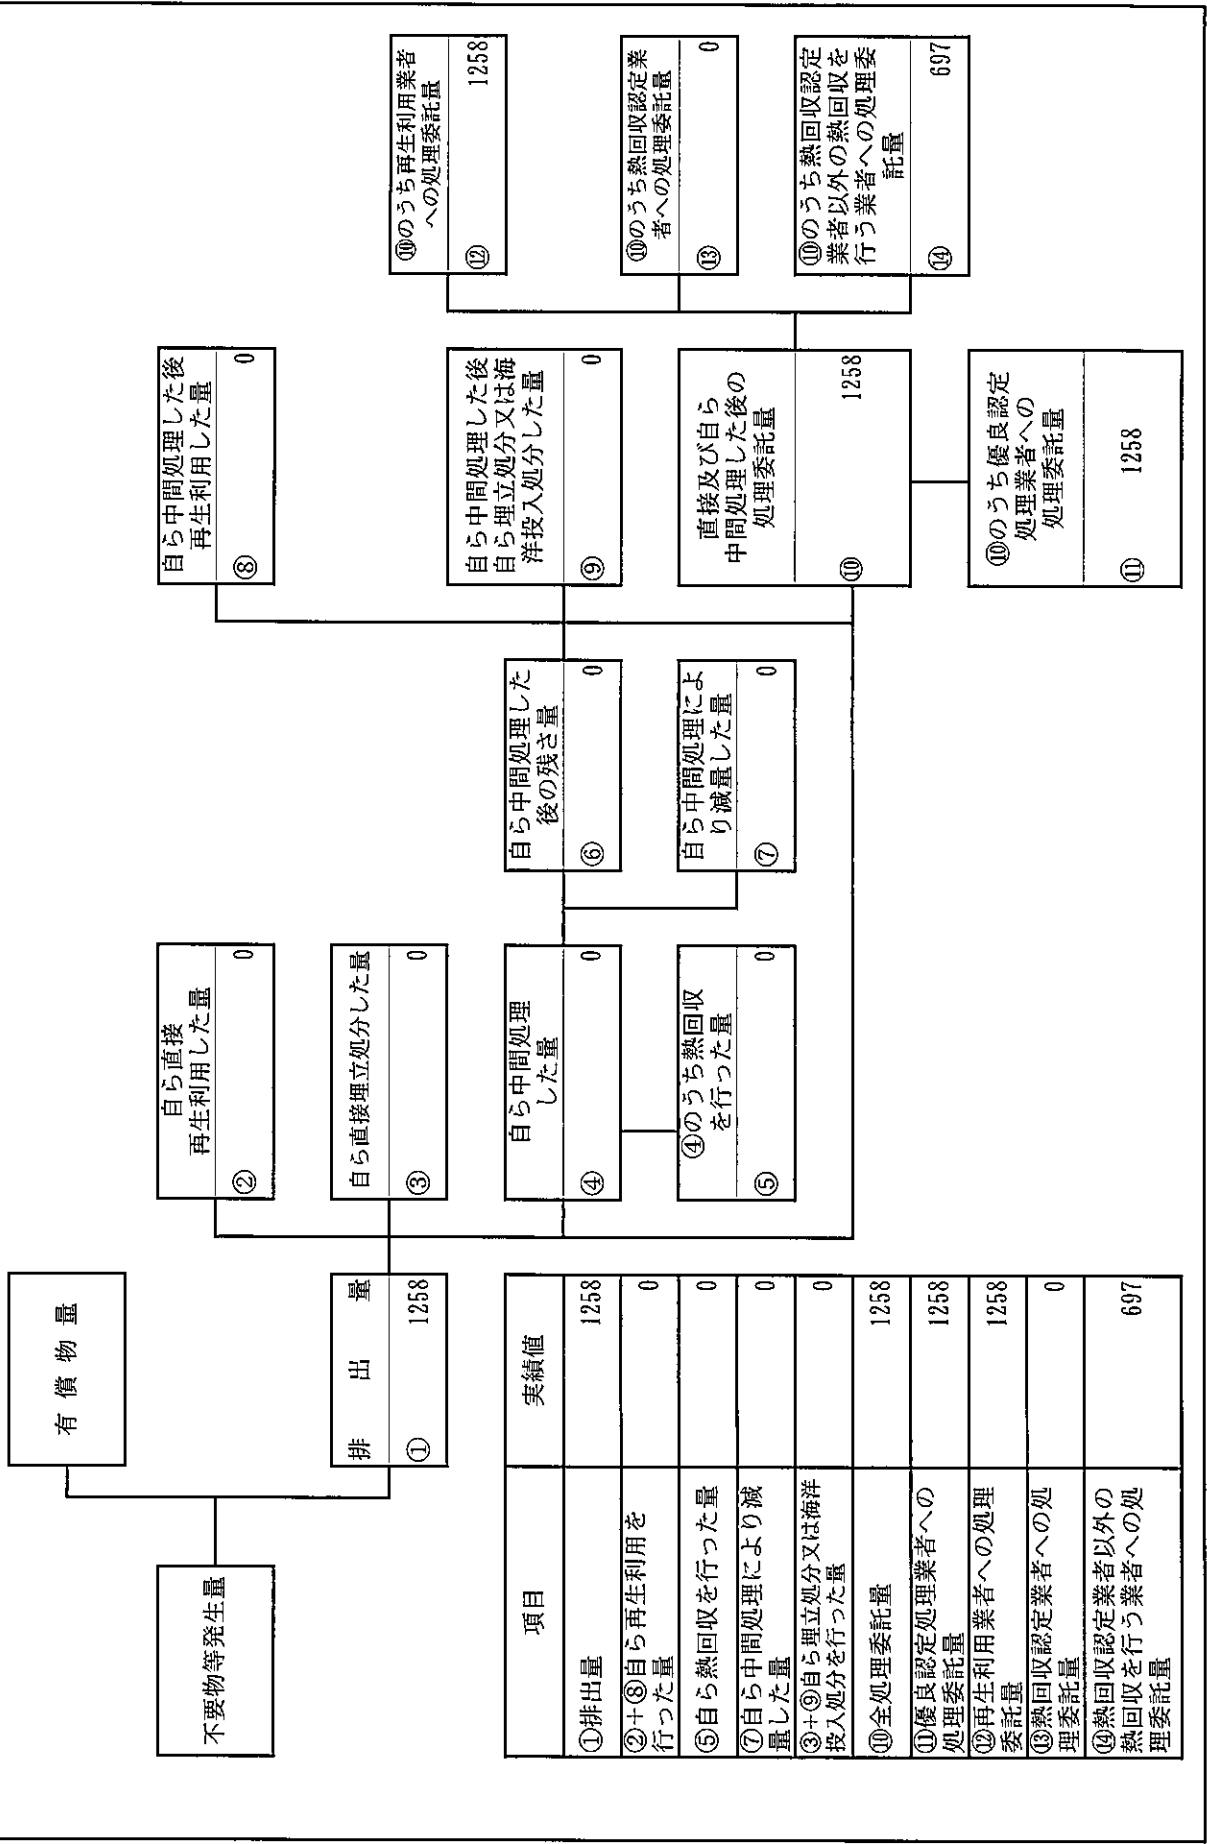 有償物量
不要物等発生量
排出量
① 1258
自ら直接
再生利用した量
② 0
自ら直接埋立処分した量
③ 0
自ら中間処理
した量
④ 0
④のうち熱回収
を行った量
⑤ 0
自ら中間処理した
後の残さ量
⑥ 0
自ら中間処理によ
り減量した量
⑦ 0
自ら中間処理した後
再生利用した量
⑧ 0
自ら中間処理した後
自ら埋立処分又は海
洋投入処分した量
⑨ 0
直接及び自ら
中間処理した後の
処理委託量
⑩ 1258
⑩のうち優良認定
処理業者への
処理委託量
⑪ 1258
⑩のうち再生利用業者
への処理委託量
⑫ 1258
⑩のうち熱回収認定業
者への処理委託量
⑬ 0
⑩のうち熱回収認定
業者以外の熱回収を
行う業者への処理委
託量
⑭ 697
項目 実績値
①排出量 1258
②+⑧自ら再生利用を
行った量 0
⑤自ら熱回収を行った量 0
⑦自ら中間処理により減
量した量 0
③+⑨自ら埋立処分又は海洋
投入処分を行った量 0
⑩全処理委託量 1258
⑪優良認定処理業者への
処理委託量 1258
⑫再生利用業者への処理
委託量 1258
⑬熱回収認定業者への処
理委託量 0
⑭熱回収認定業者以外の
熱回収を行う業者への処
理委託量 697